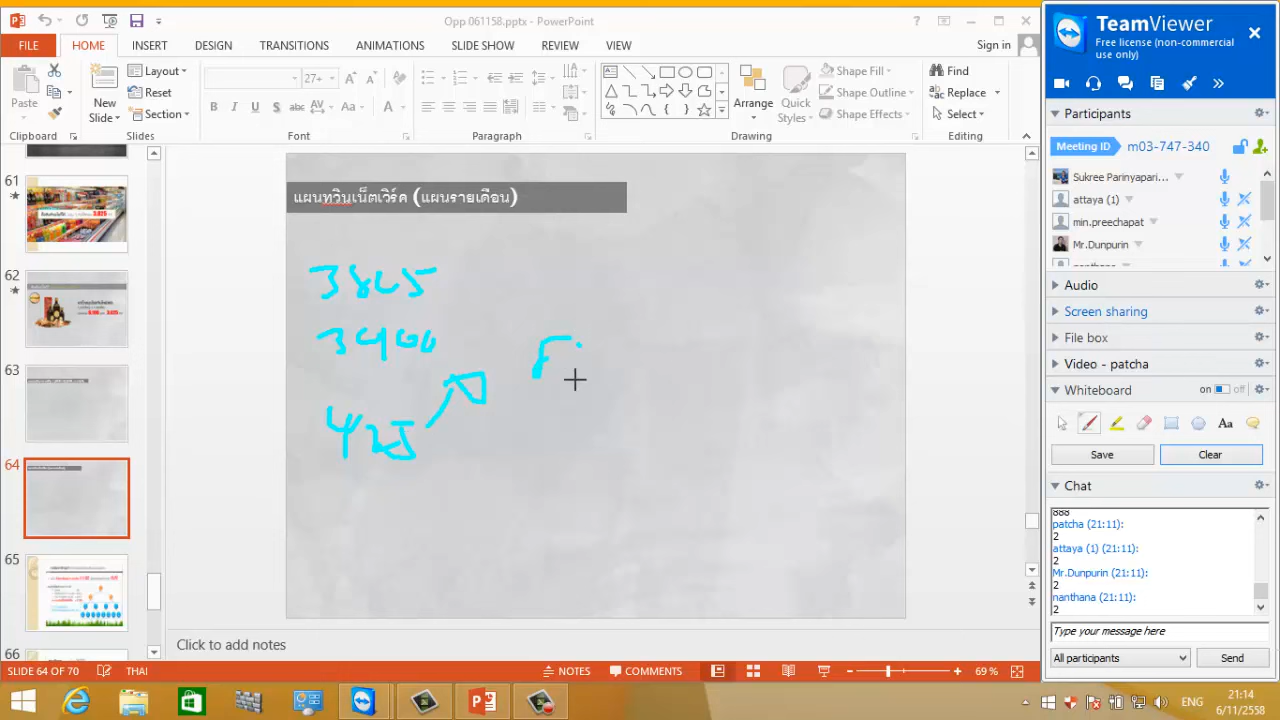 Opp 061158.pptx - PowerPoint
FILE HOME INSERT DESIGN TRANSITIONS ANIMATIONS SLIDE SHOW REVIEW VIEW Sign in
Paste New Slide Layout Reset Section 27+ Arrange Quick Styles Shape Fill Shape Outline Shape Effects Find Replace Select
Clipboard Slides Font Paragraph Drawing Editing
61
62
63
64
65
66
แผนทวินเน็ตเวิร์ค (แผนรายเดือน)
3825
3400
425
F
Click to add notes
SLIDE 64 OF 70 THAI NOTES COMMENTS 69 %
TeamViewer
Free license (non-commercial use only)
Participants
Meeting ID m03-747-340
Sukree Parinyapari...
attaya (1)
min.preechapat
Mr.Dunpurin
nanthana (1)
Audio
Screen sharing
File box
Video - patcha
Whiteboard on off
Aa
Save Clear
Chat
888
patcha (21:11):
2
attaya (1) (21:11):
2
Mr.Dunpurin (21:11):
2
nanthana (21:11):
2
Type your message here
All participants Send
ENG 21:14
6/11/2558